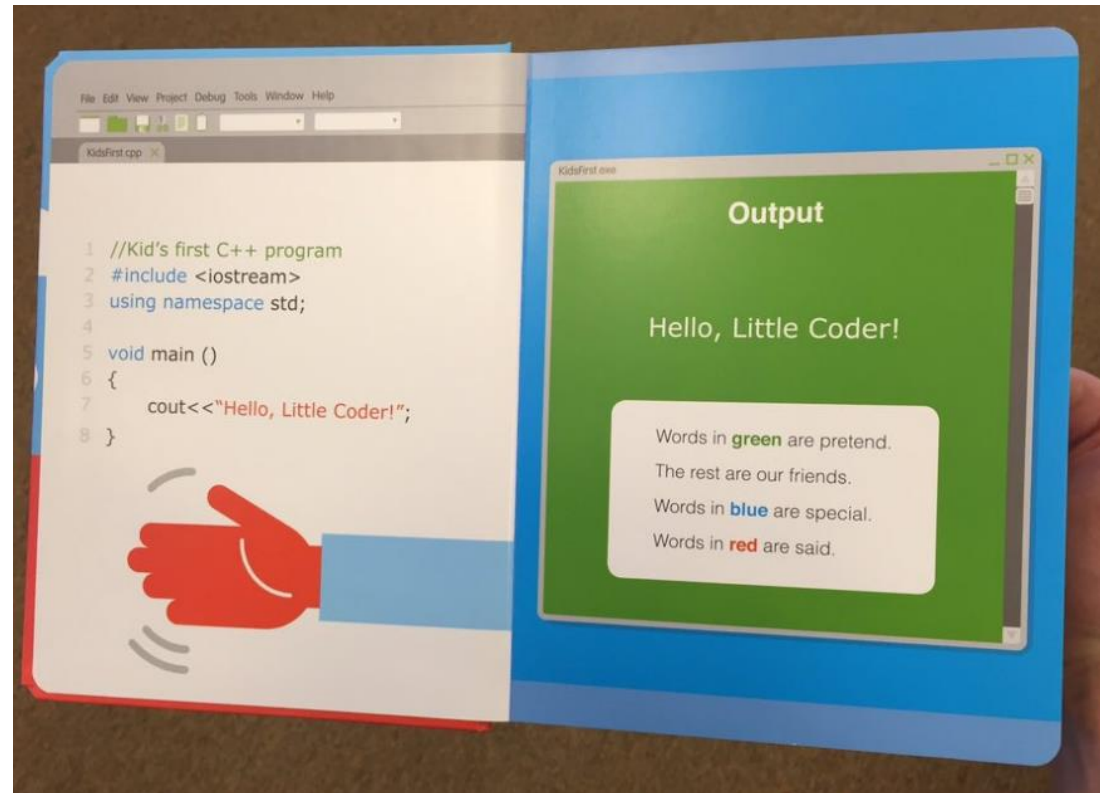 File Edit View Project Debug Tools Window Help
KidsFirst.cpp ×
1 //Kid's first C++ program
2 #include <iostream>
3 using namespace std;
4
5 void main ()
6 {
7 cout<<“Hello, Little Coder!”;
8 }
KidsFirst.exe
Output
Hello, Little Coder!
Words in green are pretend.
The rest are our friends.
Words in blue are special.
Words in red are said.